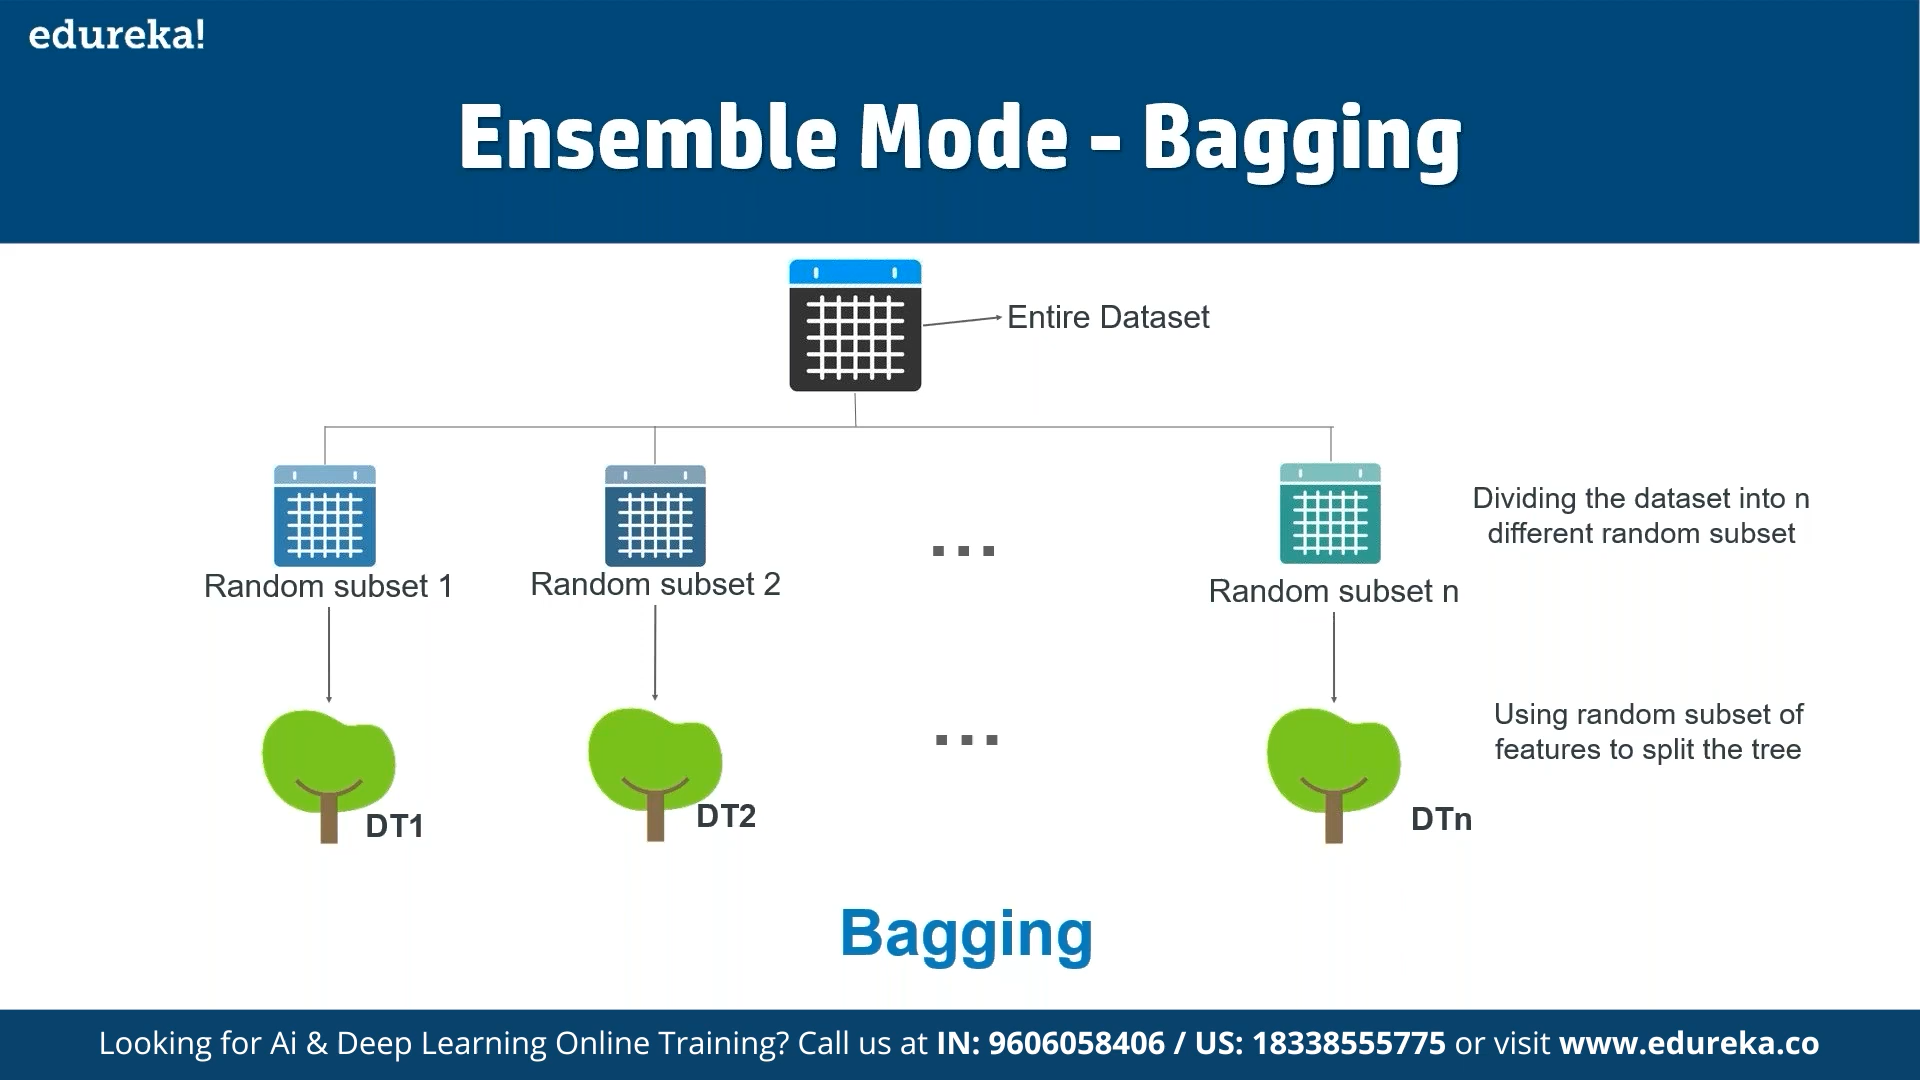 edureka!
Ensemble Mode - Bagging
Entire Dataset
Dividing the dataset into n
different random subset
Random subset 1
Random subset 2
...
Random subset n
Using random subset of
features to split the tree
...
DT1
DT2
DTn
Bagging
Looking for Ai & Deep Learning Online Training? Call us at IN: 9606058406 / US: 18338555775 or visit www.edureka.co